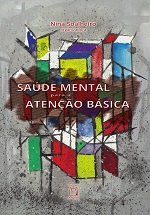 Nina Soalheiro
SAÚDE MENTAL
para a
ATENÇÃO BÁSICA